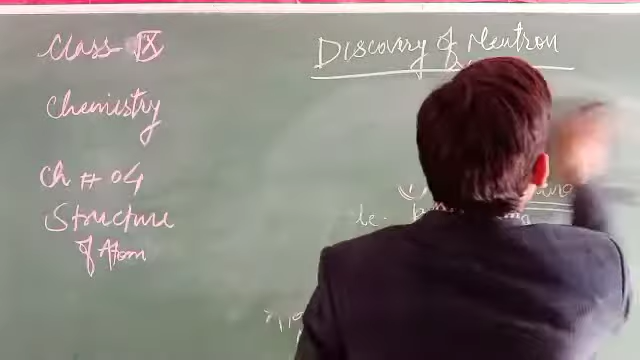 Class IX
Discovery of Neutron
Chemistry
Ch # 04
Structure
of Atom